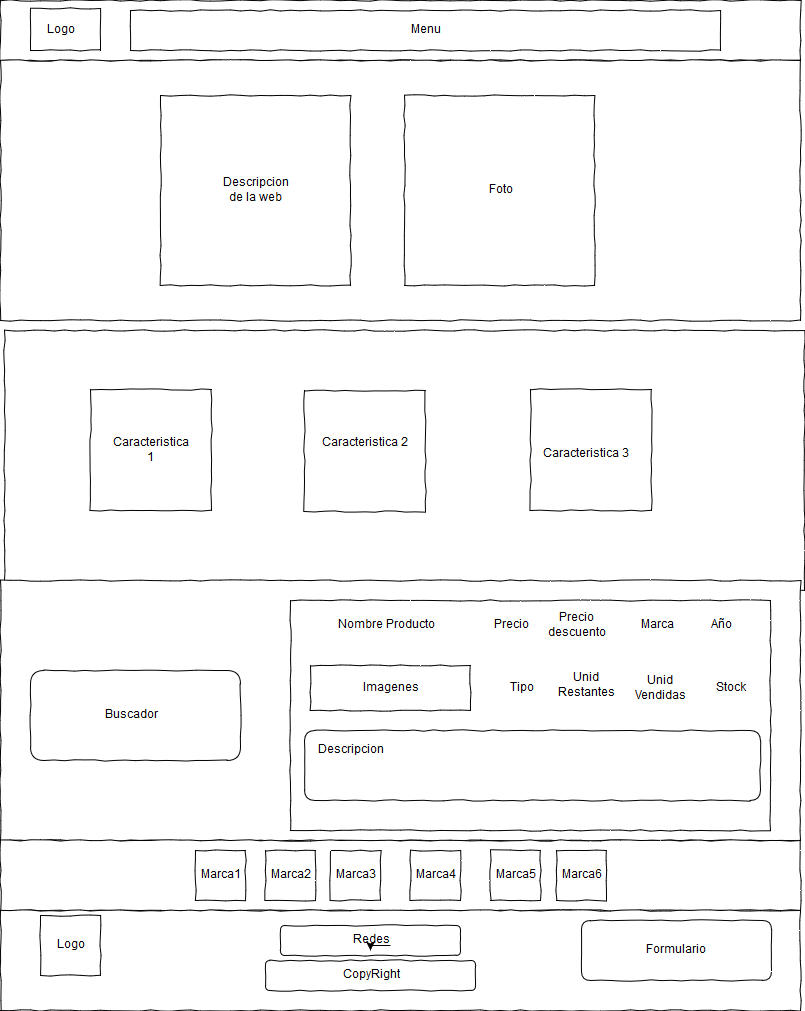 Logo
Menu
Descripcion
de la web
Foto
Caracteristica
1
Caracteristica 2
Caracteristica 3
Nombre Producto
Precio
Precio
descuento
Marca
Año
Imagenes
Tipo
Unid
Restantes
Unid
Vendidas
Stock
Buscador
Descripcion
Marca1
Marca2
Marca3
Marca4
Marca5
Marca6
Logo
Redes
CopyRight
Formulario